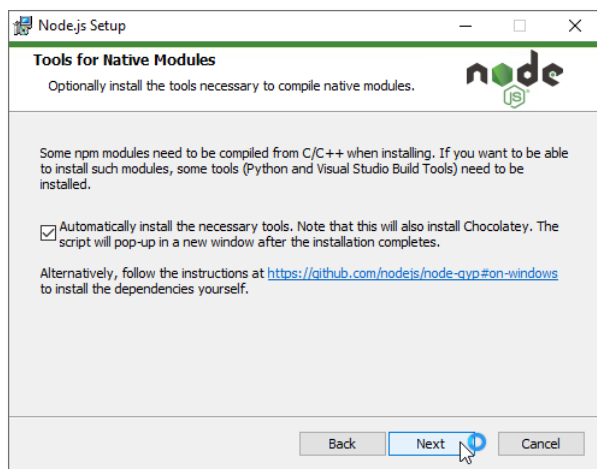 Node.js Setup
Tools for Native Modules
Optionally install the tools necessary to compile native modules.
node
JS
Some npm modules need to be compiled from C/C++ when installing. If you want to be able
to install such modules, some tools (Python and Visual Studio Build Tools) need to be
installed.
Automatically install the necessary tools. Note that this will also install Chocolatey. The
script will pop-up in a new window after the installation completes.
Alternatively, follow the instructions at https://github.com/nodejs/node-gyp#on-windows
to install the dependencies yourself.
Back Next Cancel